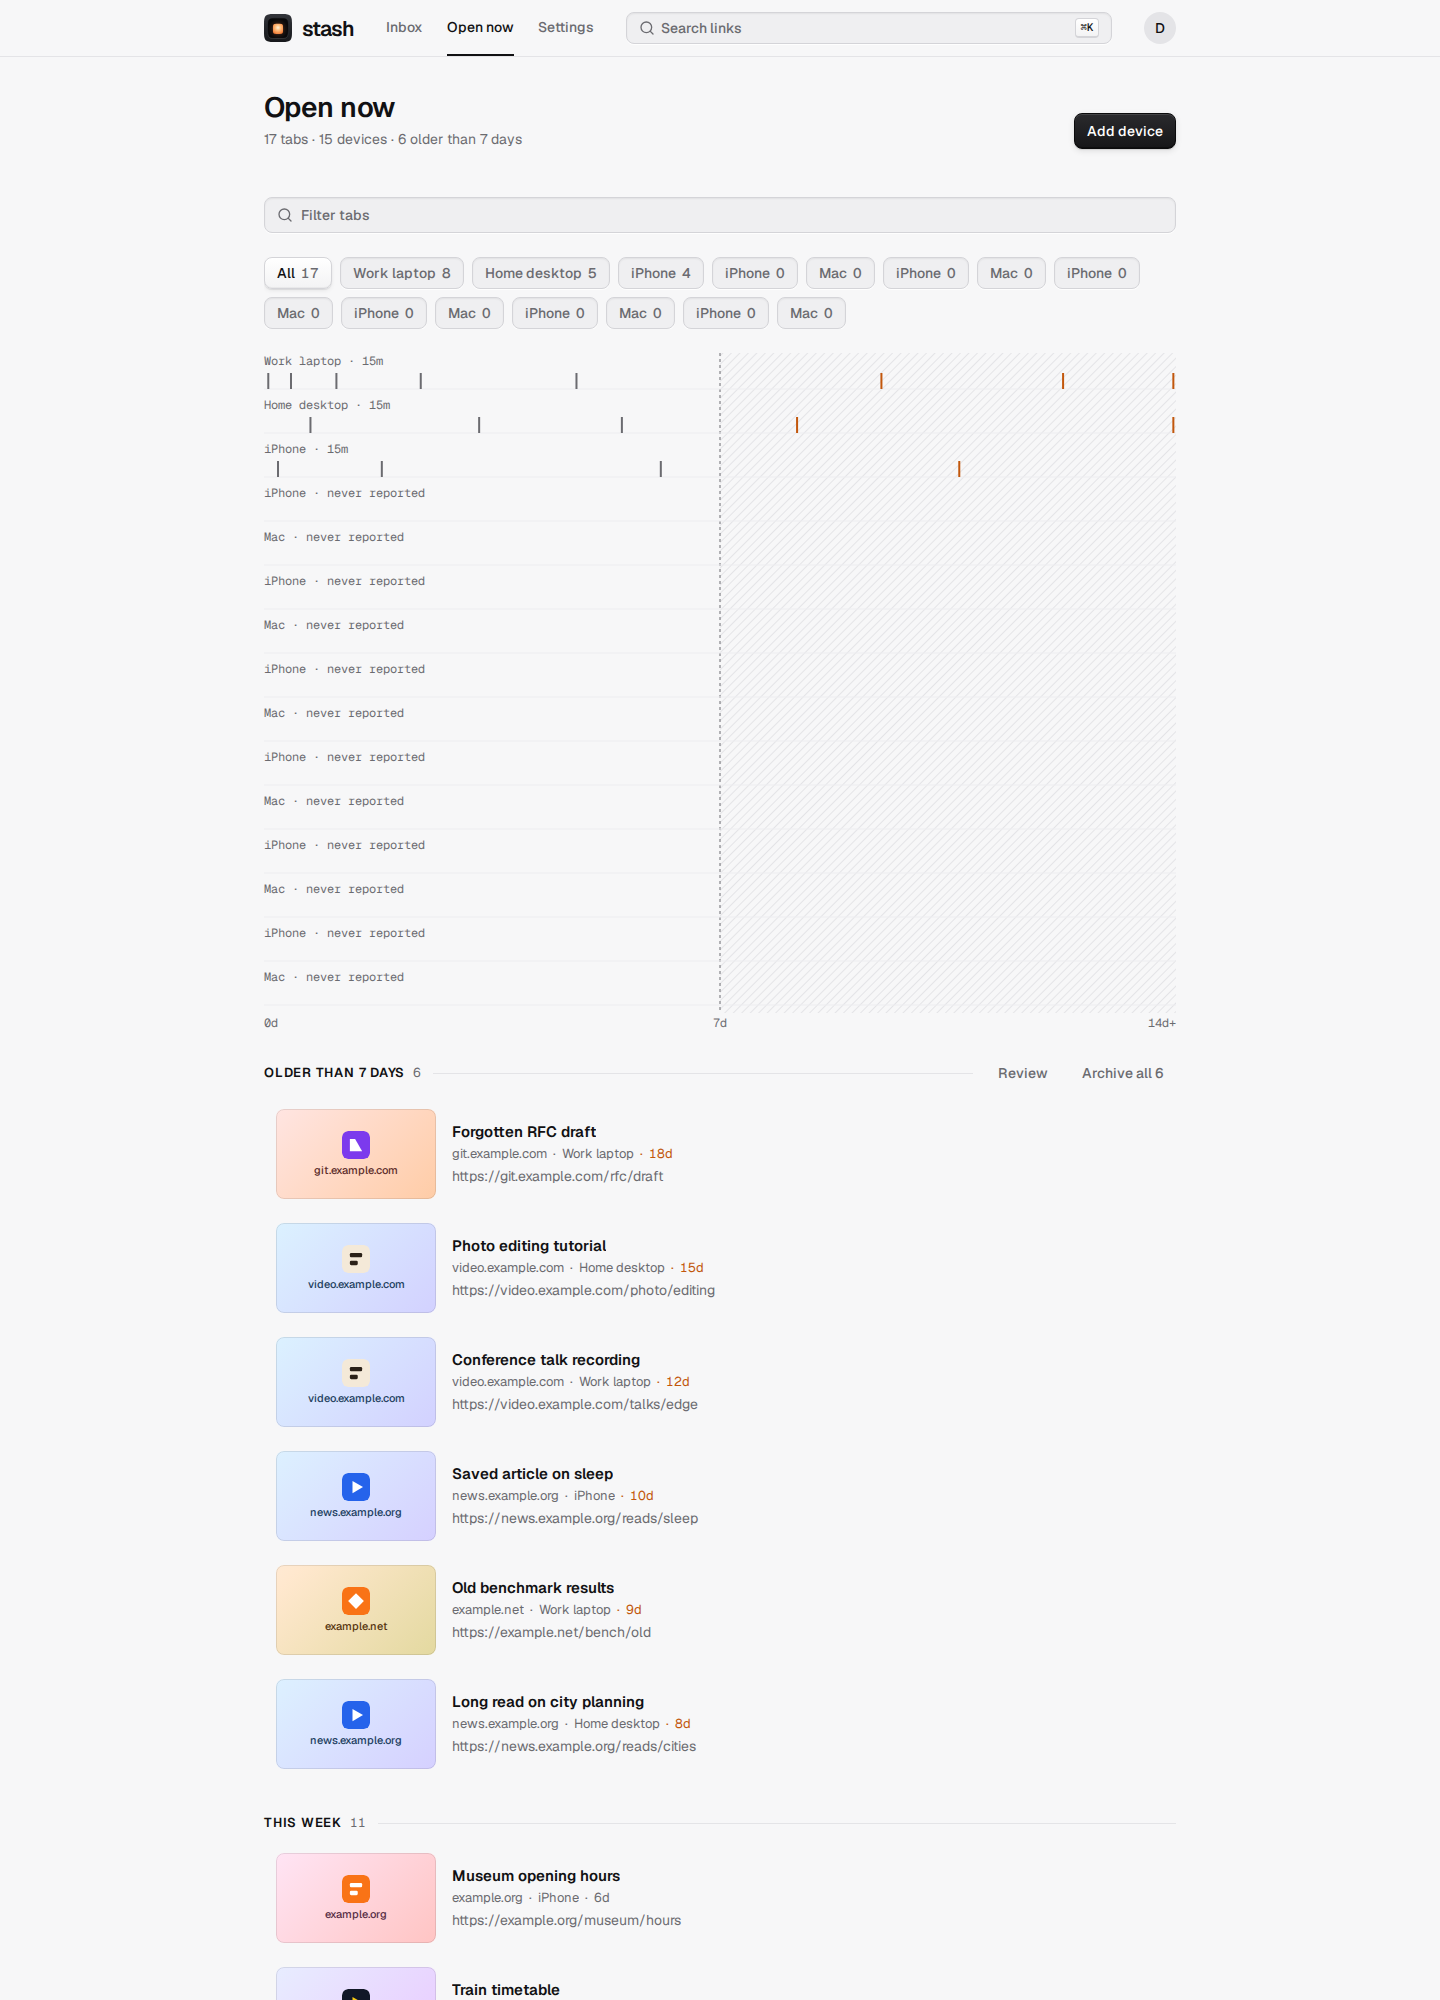 stash Inbox Open now Settings Search links ⌘K D
Open now
17 tabs · 15 devices · 6 older than 7 days
Add device
Filter tabs
All 17 Work laptop 8 Home desktop 5 iPhone 4 iPhone 0 Mac 0 iPhone 0 Mac 0 iPhone 0
Mac 0 iPhone 0 Mac 0 iPhone 0 Mac 0 iPhone 0 Mac 0
Work laptop · 15m
Home desktop · 15m
iPhone · 15m
iPhone · never reported
Mac · never reported
iPhone · never reported
Mac · never reported
iPhone · never reported
Mac · never reported
iPhone · never reported
Mac · never reported
iPhone · never reported
Mac · never reported
iPhone · never reported
Mac · never reported
0d 7d 14d+
OLDER THAN 7 DAYS 6 Review Archive all 6
git.example.com
Forgotten RFC draft
git.example.com · Work laptop · 18d
https://git.example.com/rfc/draft
video.example.com
Photo editing tutorial
video.example.com · Home desktop · 15d
https://video.example.com/photo/editing
video.example.com
Conference talk recording
video.example.com · Work laptop · 12d
https://video.example.com/talks/edge
news.example.org
Saved article on sleep
news.example.org · iPhone · 10d
https://news.example.org/reads/sleep
example.net
Old benchmark results
example.net · Work laptop · 9d
https://example.net/bench/old
news.example.org
Long read on city planning
news.example.org · Home desktop · 8d
https://news.example.org/reads/cities
THIS WEEK 11
example.org
Museum opening hours
example.org · iPhone · 6d
https://example.org/museum/hours
Train timetable